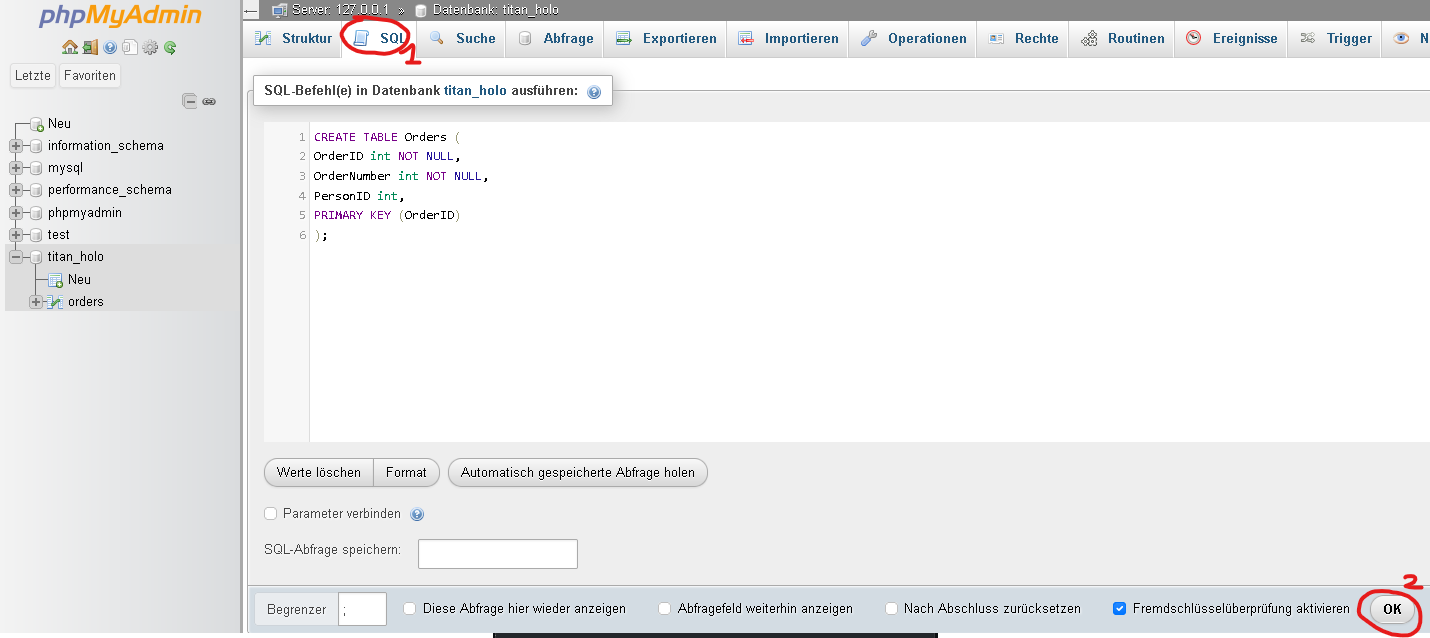 phpMyAdmin
Letzte Favoriten
Neu
information_schema
mysql
performance_schema
phpmyadmin
test
titan_holo
Neu
orders
Server: 127.0.0.1 » Datenbank: titan_holo
Struktur SQL Suche Abfrage Exportieren Importieren Operationen Rechte Routinen Ereignisse Trigger N
1
SQL-Befehl(e) in Datenbank titan_holo ausführen:
1 CREATE TABLE Orders (
2 OrderID int NOT NULL,
3 OrderNumber int NOT NULL,
4 PersonID int,
5 PRIMARY KEY (OrderID)
6 );
Werte löschen Format Automatisch gespeicherte Abfrage holen
Parameter verbinden
SQL-Abfrage speichern:
2
Begrenzer ; Diese Abfrage hier wieder anzeigen Abfragefeld weiterhin anzeigen Nach Abschluss zurücksetzen Fremdschlüsselüberprüfung aktivieren OK